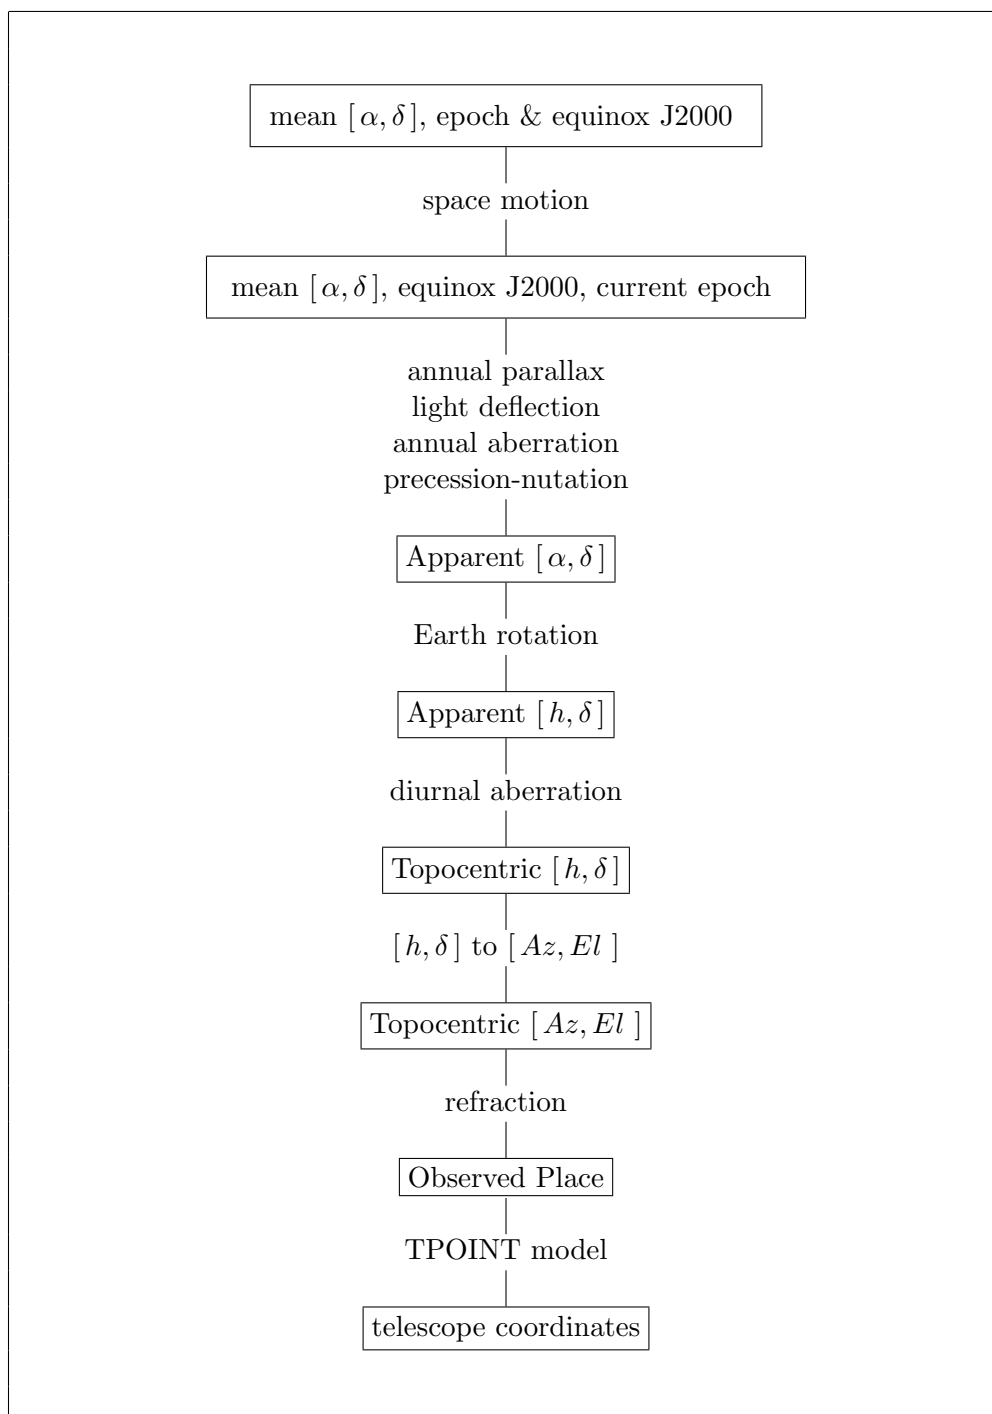 mean [ α, δ ], epoch & equinox J2000
space motion
mean [ α, δ ], equinox J2000, current epoch
annual parallax
light deflection
annual aberration
precession-nutation
Apparent [ α, δ ]
Earth rotation
Apparent [ h, δ ]
diurnal aberration
Topocentric [ h, δ ]
[ h, δ ] to [ Az, El ]
Topocentric [ Az, El ]
refraction
Observed Place
TPOINT model
telescope coordinates